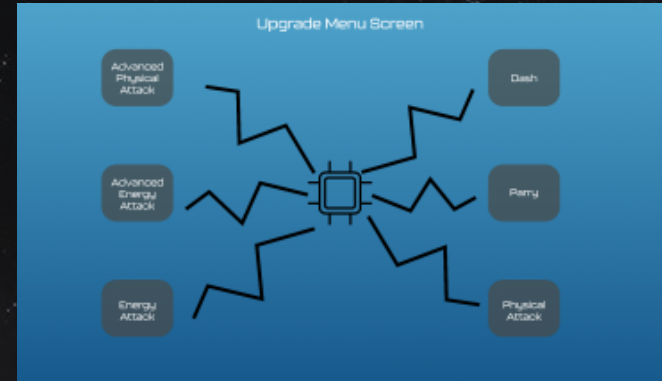 Upgrade Menu Screen
Advanced
Physical
Attack
Dash
Advanced
Energy
Attack
Parry
Energy
Attack
Physical
Attack